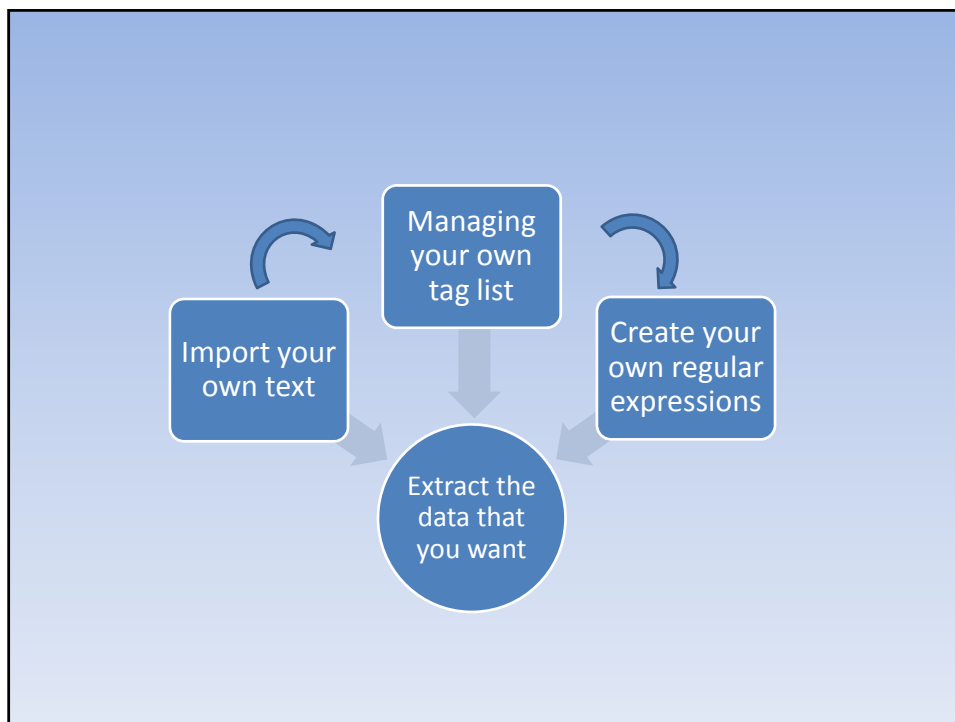 Managing
your own
tag list
Import your
own text
Create your
own regular
expressions
Extract the
data that
you want